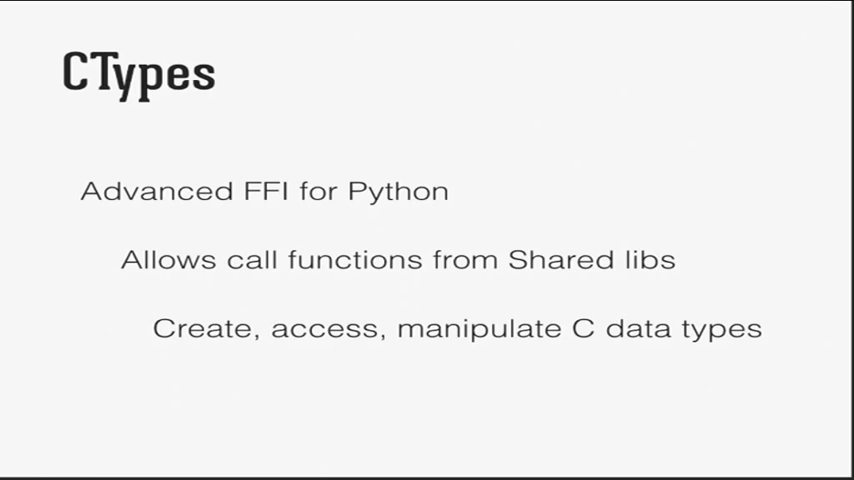 CTypes
Advanced FFI for Python
Allows call functions from Shared libs
Create, access, manipulate C data types